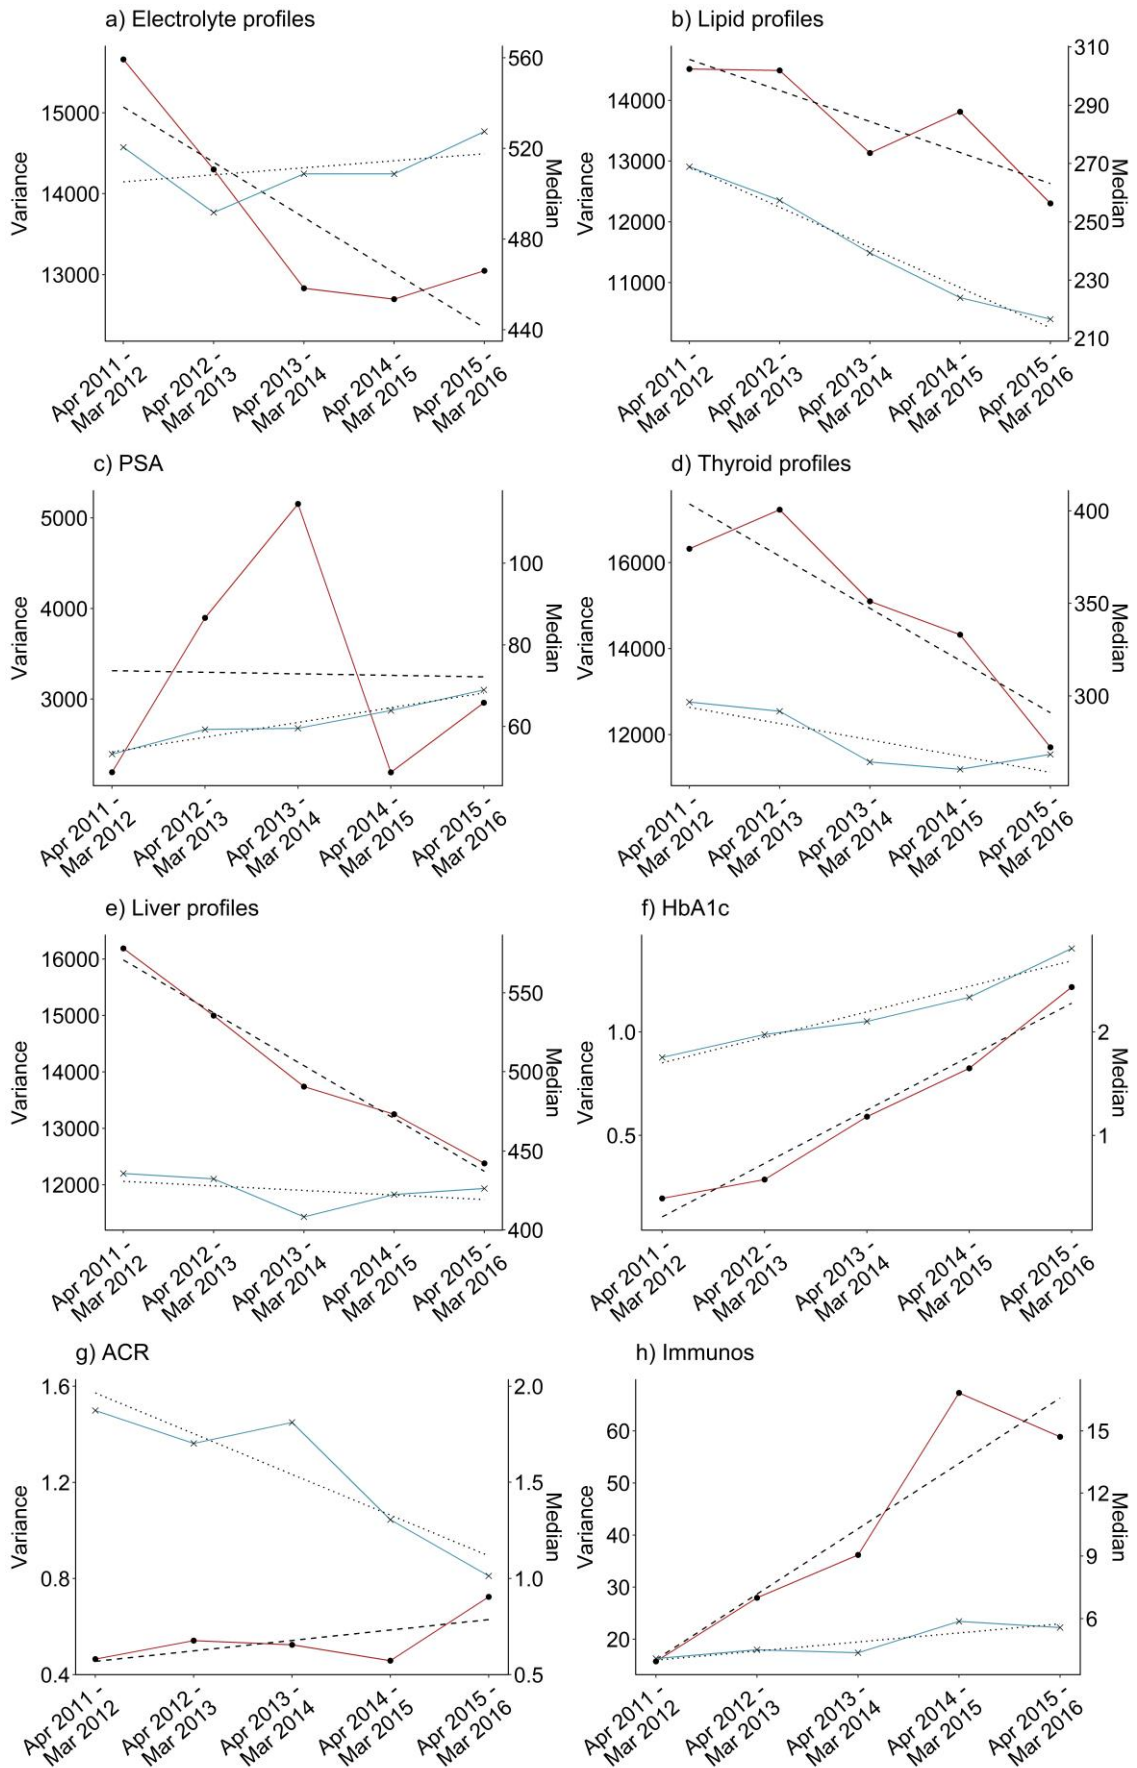 a) Electrolyte profiles
Variance
15000
14000
13000
560
520
480
440
Median
Apr 2011 -
Mar 2012
Apr 2012 -
Mar 2013
Apr 2013 -
Mar 2014
Apr 2014 -
Mar 2015
Apr 2015 -
Mar 2016
b) Lipid profiles
Variance
14000
13000
12000
11000
310
290
270
250
230
210
Median
Apr 2011 -
Mar 2012
Apr 2012 -
Mar 2013
Apr 2013 -
Mar 2014
Apr 2014 -
Mar 2015
Apr 2015 -
Mar 2016
c) PSA
Variance
5000
4000
3000
100
80
60
Median
Apr 2011 -
Mar 2012
Apr 2012 -
Mar 2013
Apr 2013 -
Mar 2014
Apr 2014 -
Mar 2015
Apr 2015 -
Mar 2016
d) Thyroid profiles
Variance
16000
14000
12000
400
350
300
Median
Apr 2011 -
Mar 2012
Apr 2012 -
Mar 2013
Apr 2013 -
Mar 2014
Apr 2014 -
Mar 2015
Apr 2015 -
Mar 2016
e) Liver profiles
Variance
16000
15000
14000
13000
12000
550
500
450
400
Median
Apr 2011 -
Mar 2012
Apr 2012 -
Mar 2013
Apr 2013 -
Mar 2014
Apr 2014 -
Mar 2015
Apr 2015 -
Mar 2016
f) HbA1c
Variance
1.0
0.5
2
1
Median
Apr 2011 -
Mar 2012
Apr 2012 -
Mar 2013
Apr 2013 -
Mar 2014
Apr 2014 -
Mar 2015
Apr 2015 -
Mar 2016
g) ACR
Variance
1.6
1.2
0.8
0.4
2.0
1.5
1.0
0.5
Median
Apr 2011 -
Mar 2012
Apr 2012 -
Mar 2013
Apr 2013 -
Mar 2014
Apr 2014 -
Mar 2015
Apr 2015 -
Mar 2016
h) Immunos
Variance
60
50
40
30
20
15
12
9
6
Median
Apr 2011 -
Mar 2012
Apr 2012 -
Mar 2013
Apr 2013 -
Mar 2014
Apr 2014 -
Mar 2015
Apr 2015 -
Mar 2016